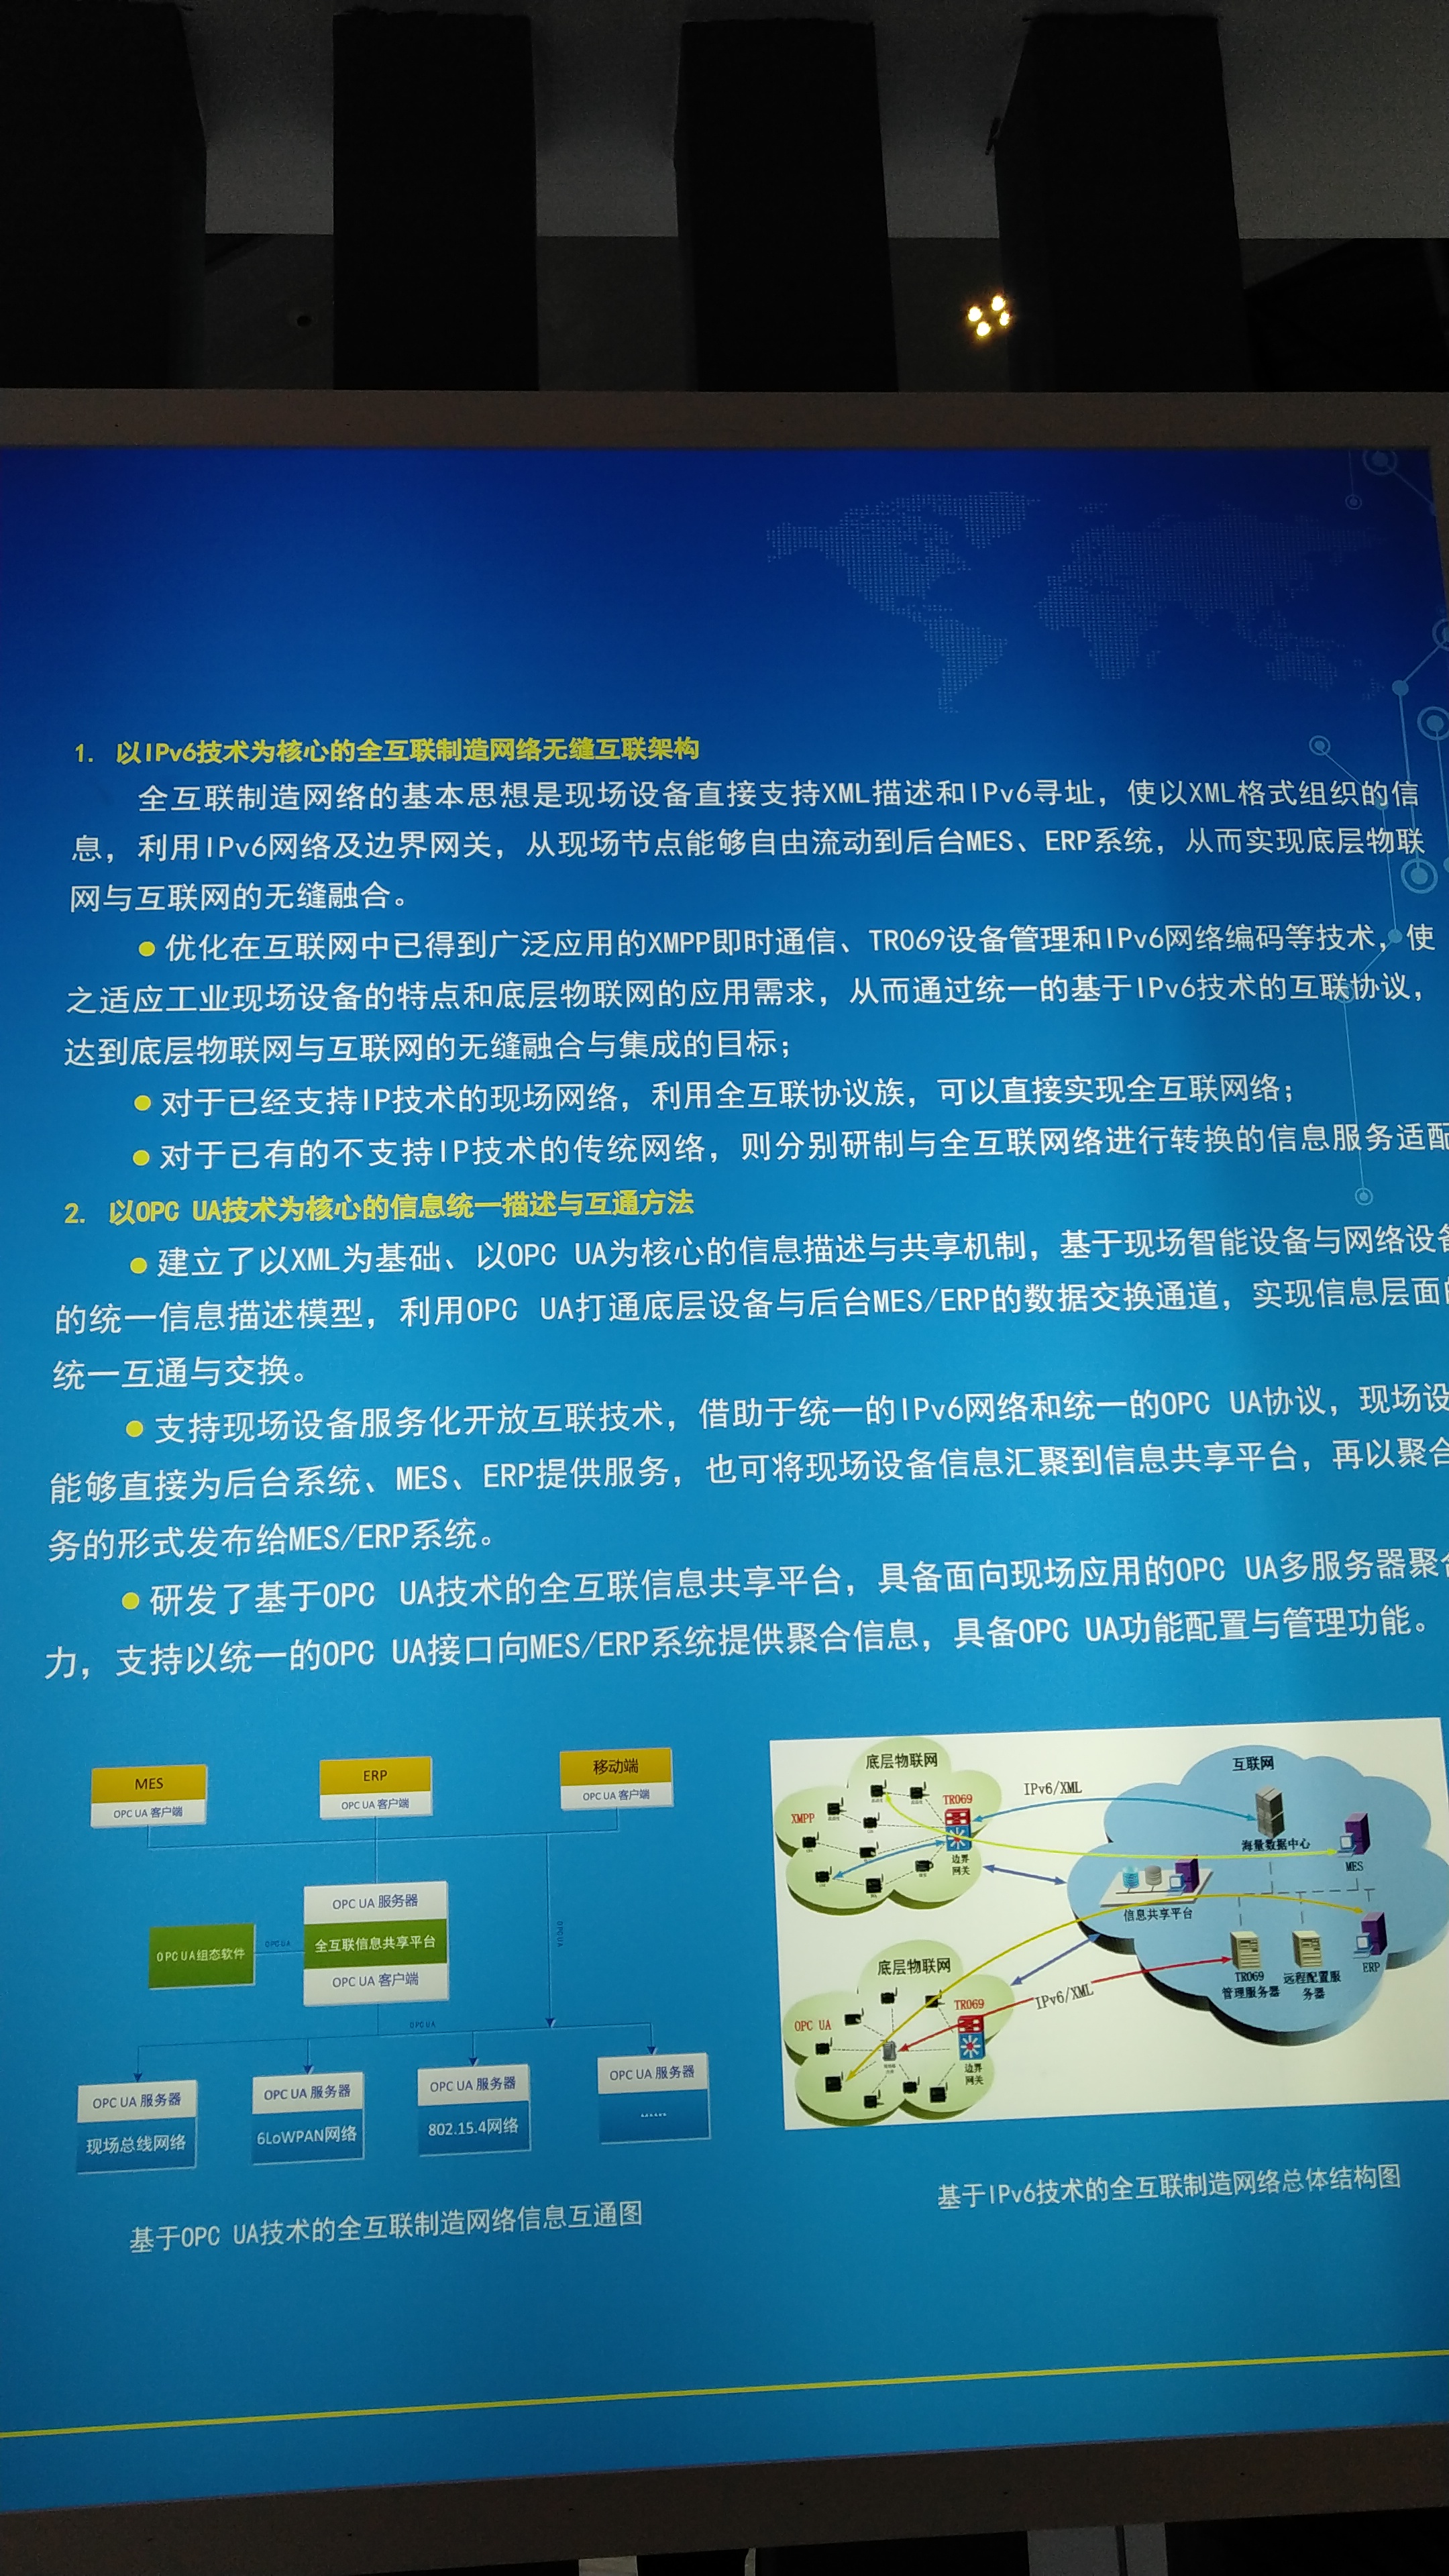 1. 以IPv6技术为核心的全互联制造网络无缝互联架构
全互联制造网络的基本思想是现场设备直接支持XML描述和IPv6寻址，使以XML格式组织的信
息，利用IPv6网络及边界网关，从现场节点能够自由流动到后台MES、ERP系统，从而实现底层物联
网与互联网的无缝融合。
●优化在互联网中已得到广泛应用的XMPP即时通信、TR069设备管理和IPv6网络编码等技术，使
之适应工业现场设备的特点和底层物联网的应用需求，从而通过统一的基于IPv6技术的互联协议，
达到底层物联网与互联网的无缝融合与集成的目标；
●对于已经支持IP技术的现场网络，利用全互联协议族，可以直接实现全互联网络；
●对于已有的不支持IP技术的传统网络，则分别研制与全互联网络进行转换的信息服务适配
2. 以OPC UA技术为核心的信息统一描述与互通方法
●建立了以XML为基础、以OPC UA为核心的信息描述与共享机制，基于现场智能设备与网络设备
的统一信息描述模型，利用OPC UA打通底层设备与后台MES/ERP的数据交换通道，实现信息层面的
统一互通与交换。
●支持现场设备服务化开放互联技术，借助于统一的IPv6网络和统一的OPC UA协议，现场设
能够直接为后台系统、MES、ERP提供服务，也可将现场设备信息汇聚到信息共享平台，再以聚合
务的形式发布给MES/ERP系统。
●研发了基于OPC UA技术的全互联信息共享平台，具备面向现场应用的OPC UA多服务器聚合
力，支持以统一的OPC UA接口向MES/ERP系统提供聚合信息，具备OPC UA功能配置与管理功能。
MES
OPC UA 客户端
ERP
OPC UA 客户端
移动端
OPC UA 客户端
OPC UA 服务器
全互联信息共享平台
OPC UA 客户端
OPC UA组态软件
OPC UA
OPC UA
OPC UA
OPC UA 服务器
现场总线网络
OPC UA 服务器
6LoWPAN网络
OPC UA 服务器
802.15.4网络
OPC UA 服务器
......
基于OPC UA技术的全互联制造网络信息互通图
底层物联网
XMPP
TR069
边界
网关
IPv6/XML
互联网
海量数据中心
MES
信息共享平台
TR069
管理服务器
远程配置服
务器
ERP
底层物联网
OPC UA
TR069
边界
网关
IPv6/XML
基于IPv6技术的全互联制造网络总体结构图